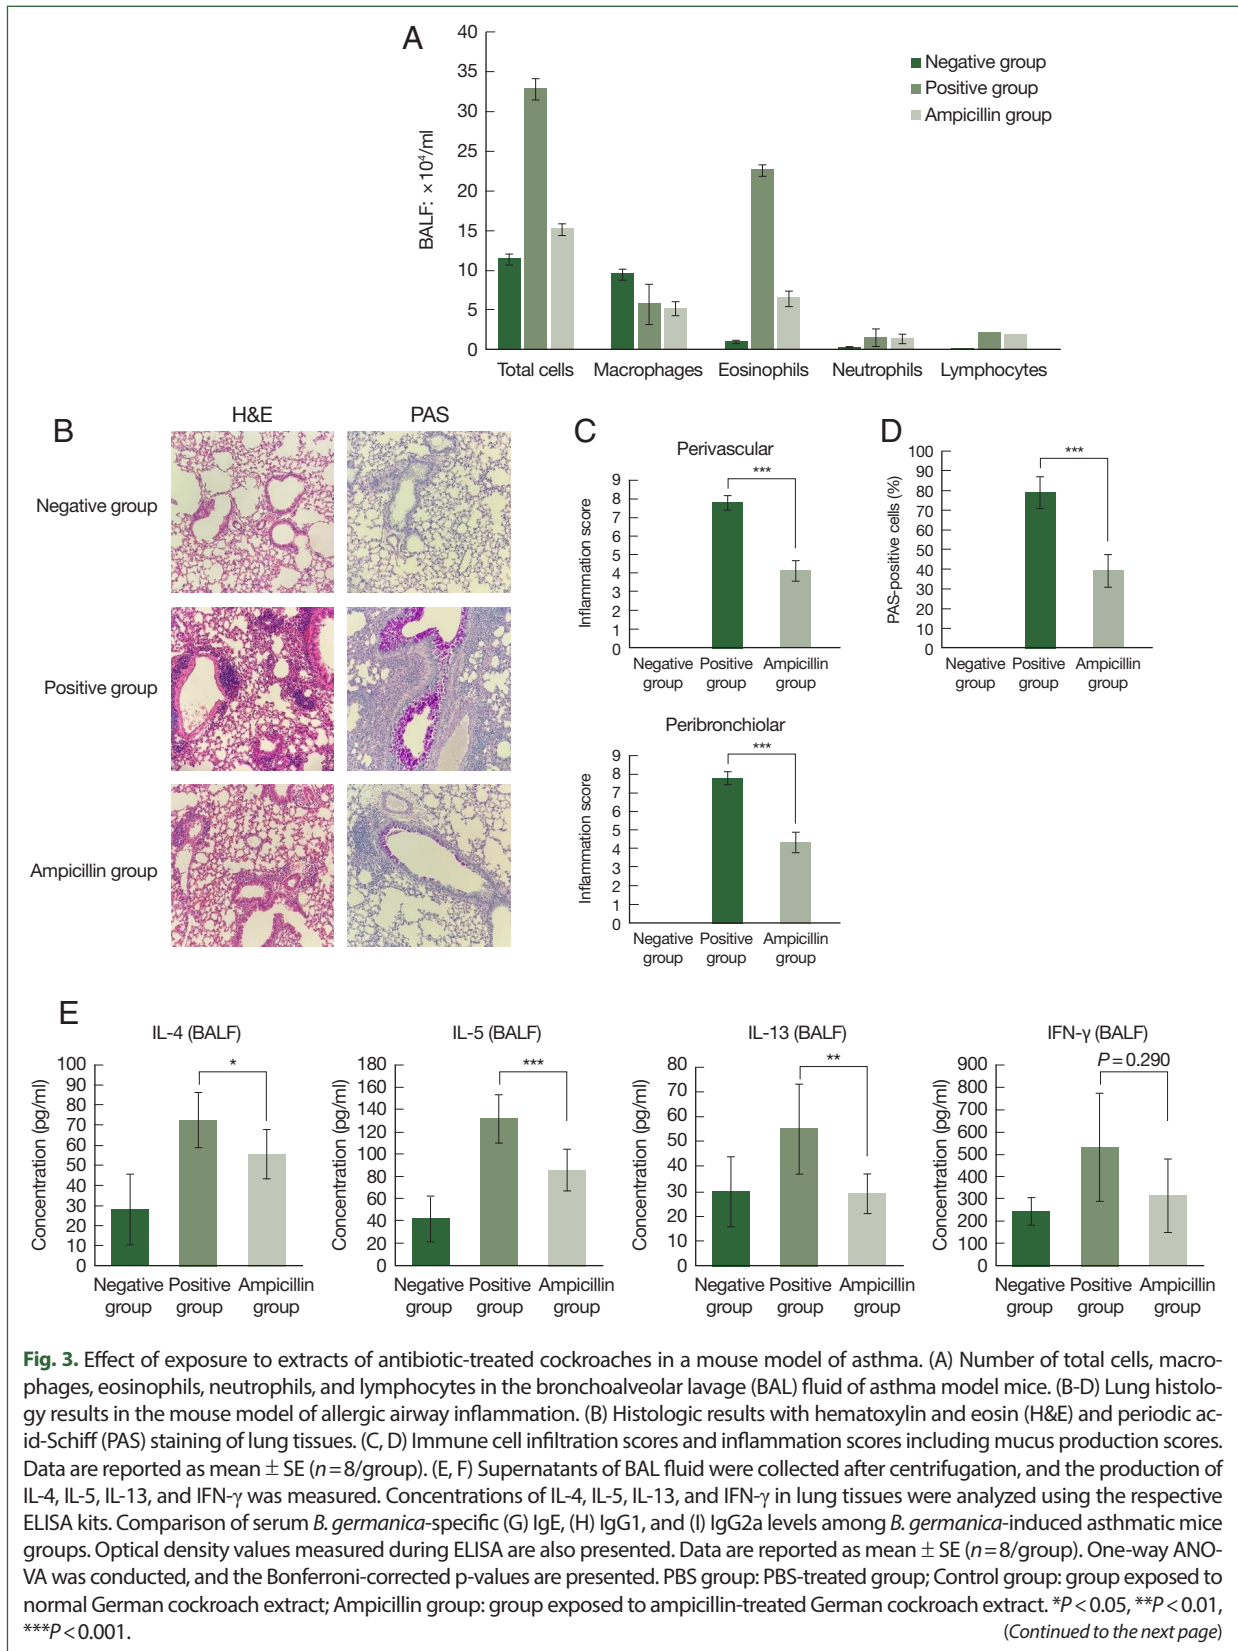 A
40
35
30
25
20
15
10
5
0
BALF: ×10⁴/ml
Negative group
Positive group
Ampicillin group
Total cells Macrophages Eosinophils Neutrophils Lymphocytes
B
H&E PAS
Negative group
Positive group
Ampicillin group
C
Perivascular
***
9
8
7
6
5
4
3
2
1
0
Inflammation score
Negative group Positive group Ampicillin group
Peribronchiolar
***
9
8
7
6
5
4
3
2
1
0
Inflammation score
Negative group Positive group Ampicillin group
D
***
100
90
80
70
60
50
40
30
20
10
0
PAS-positive cells (%)
Negative group Positive group Ampicillin group
E
IL-4 (BALF)
*
100
90
80
70
60
50
40
30
20
10
0
Concentration (pg/ml)
Negative group Positive group Ampicillin group
IL-5 (BALF)
***
180
160
140
120
100
80
60
40
20
0
Concentration (pg/ml)
Negative group Positive group Ampicillin group
IL-13 (BALF)
**
80
70
60
50
40
30
20
10
0
Concentration (pg/ml)
Negative group Positive group Ampicillin group
IFN-γ (BALF)
P=0.290
900
800
700
600
500
400
300
200
100
0
Concentration (pg/ml)
Negative group Positive group Ampicillin group
Fig. 3. Effect of exposure to extracts of antibiotic-treated cockroaches in a mouse model of asthma. (A) Number of total cells, macro-
phages, eosinophils, neutrophils, and lymphocytes in the bronchoalveolar lavage (BAL) fluid of asthma model mice. (B-D) Lung histolo-
gy results in the mouse model of allergic airway inflammation. (B) Histologic results with hematoxylin and eosin (H&E) and periodic ac-
id-Schiff (PAS) staining of lung tissues. (C, D) Immune cell infiltration scores and inflammation scores including mucus production scores.
Data are reported as mean ± SE (n=8/group). (E, F) Supernatants of BAL fluid were collected after centrifugation, and the production of
IL-4, IL-5, IL-13, and IFN-γ was measured. Concentrations of IL-4, IL-5, IL-13, and IFN-γ in lung tissues were analyzed using the respective
ELISA kits. Comparison of serum B. germanica-specific (G) IgE, (H) IgG1, and (I) IgG2a levels among B. germanica-induced asthmatic mice
groups. Optical density values measured during ELISA are also presented. Data are reported as mean ± SE (n=8/group). One-way ANO-
VA was conducted, and the Bonferroni-corrected p-values are presented. PBS group: PBS-treated group; Control group: group exposed to
normal German cockroach extract; Ampicillin group: group exposed to ampicillin-treated German cockroach extract. *P<0.05, **P<0.01,
***P<0.001.
(Continued to the next page)